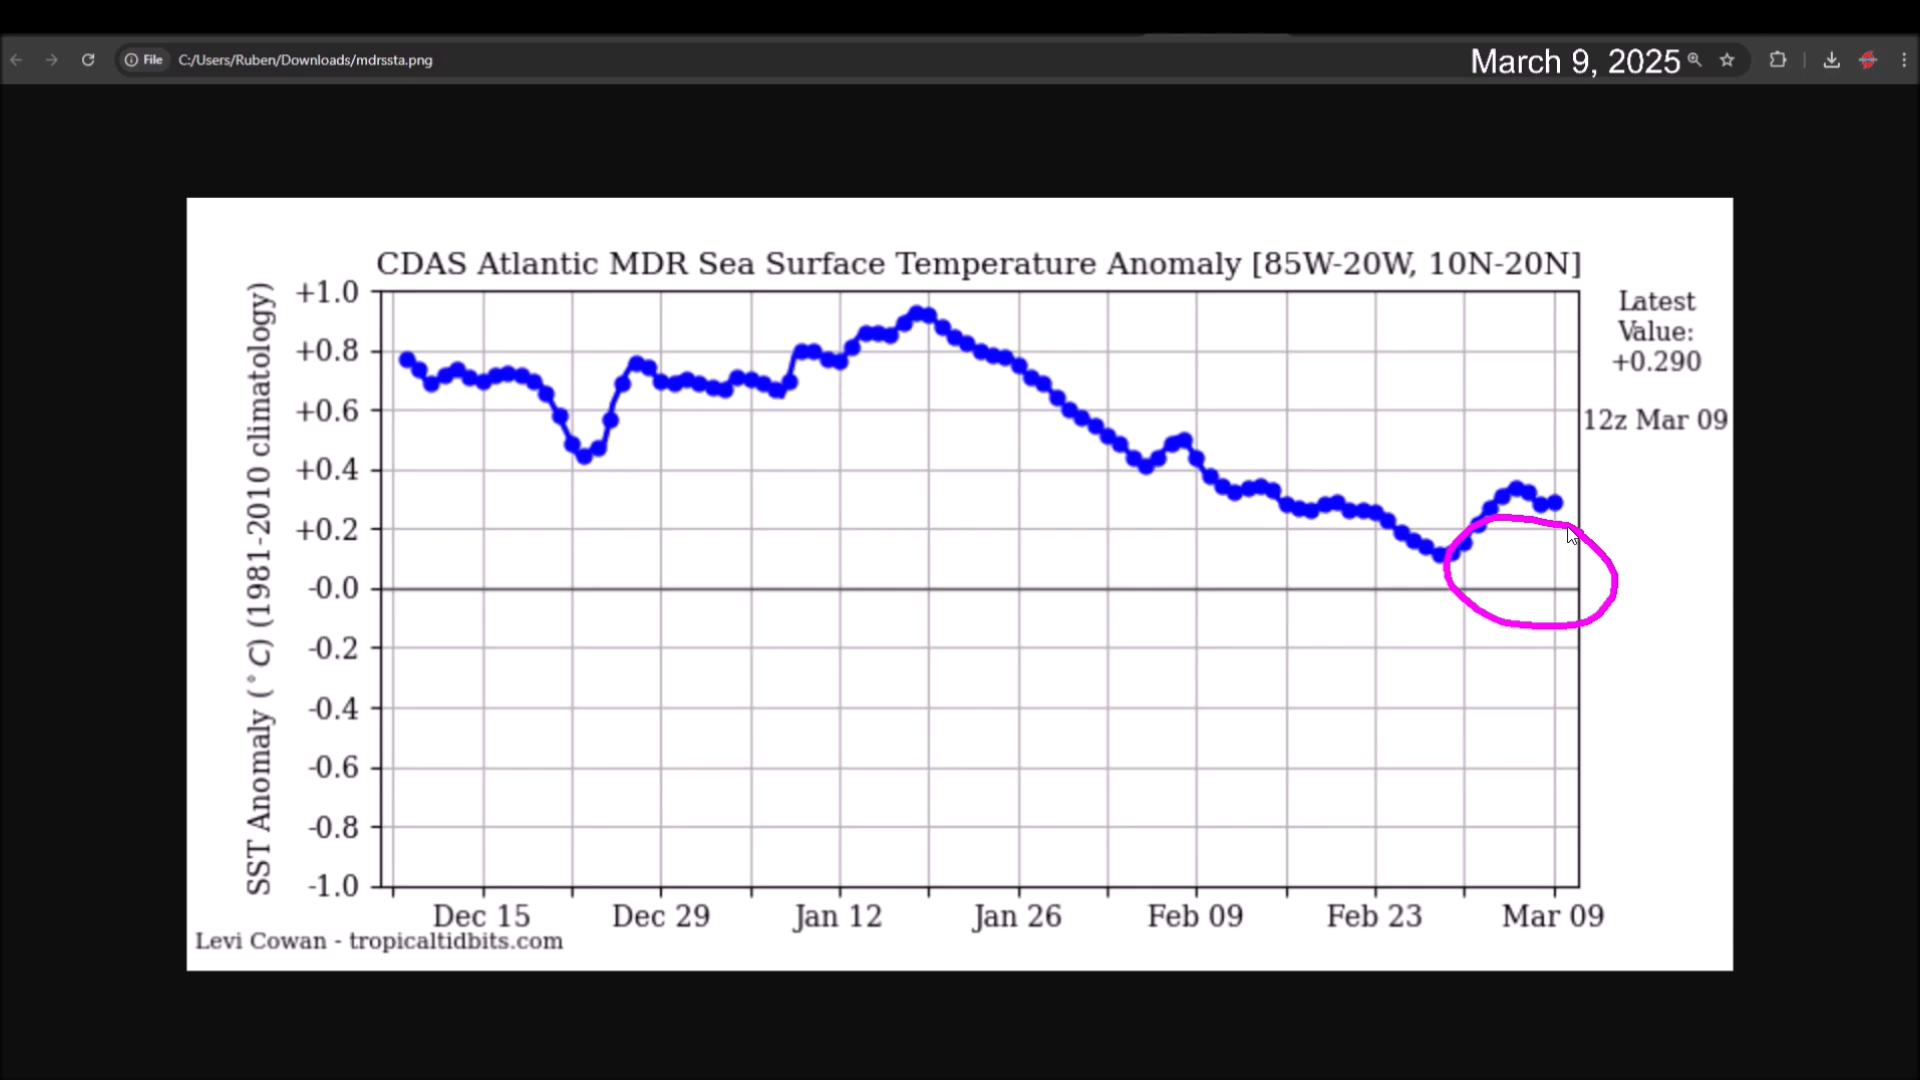 File C:/Users/Ruben/Downloads/mdrssta.png March 9, 2025
CDAS Atlantic MDR Sea Surface Temperature Anomaly [85W-20W, 10N-20N]
SST Anomaly (°C) (1981-2010 climatology)
+1.0
+0.8
+0.6
+0.4
+0.2
-0.0
-0.2
-0.4
-0.6
-0.8
-1.0
Dec 15 Dec 29 Jan 12 Jan 26 Feb 09 Feb 23 Mar 09
Latest
Value:
+0.290
12z Mar 09
Levi Cowan - tropicaltidbits.com